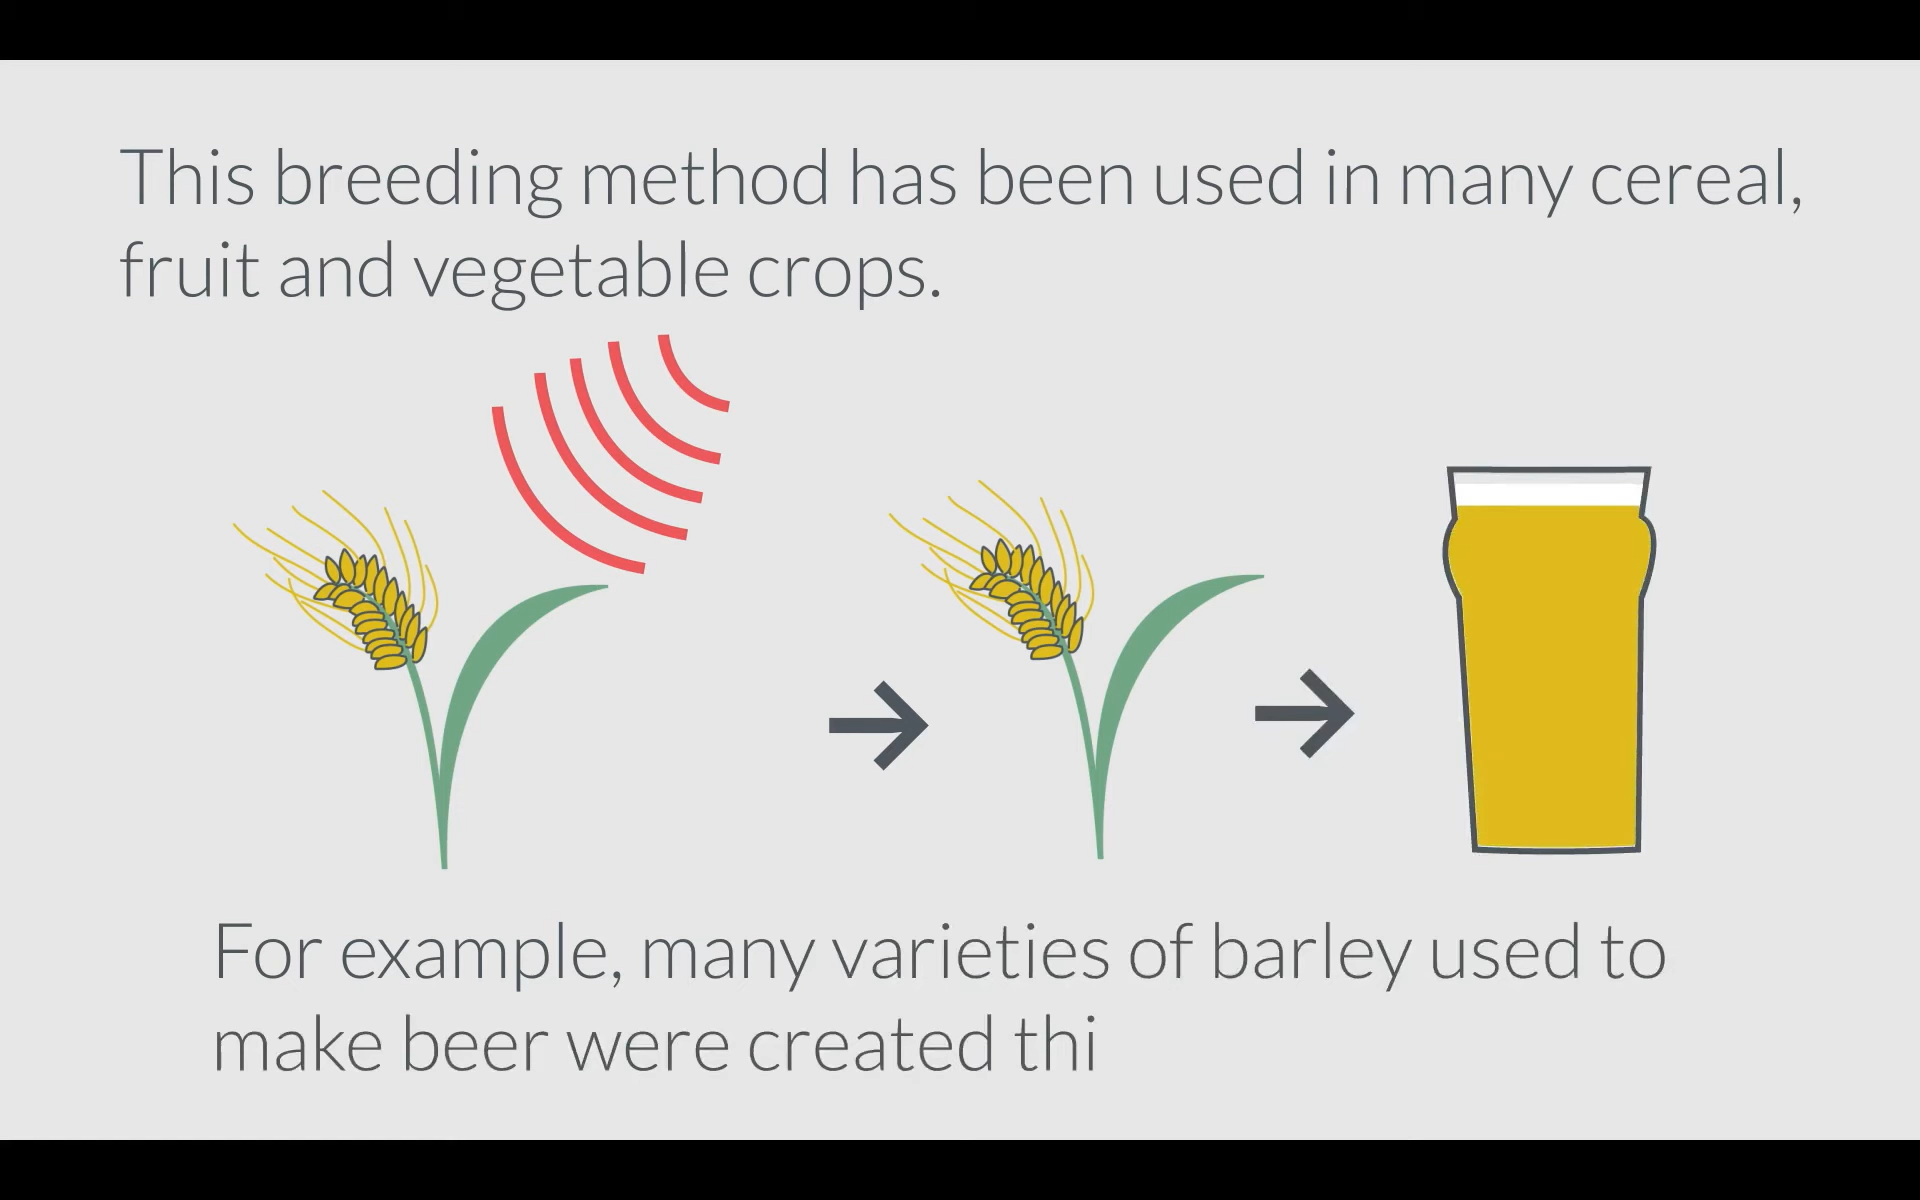 This breeding method has been used in many cereal,
fruit and vegetable crops.
For example, many varieties of barley used to
make beer were created thi